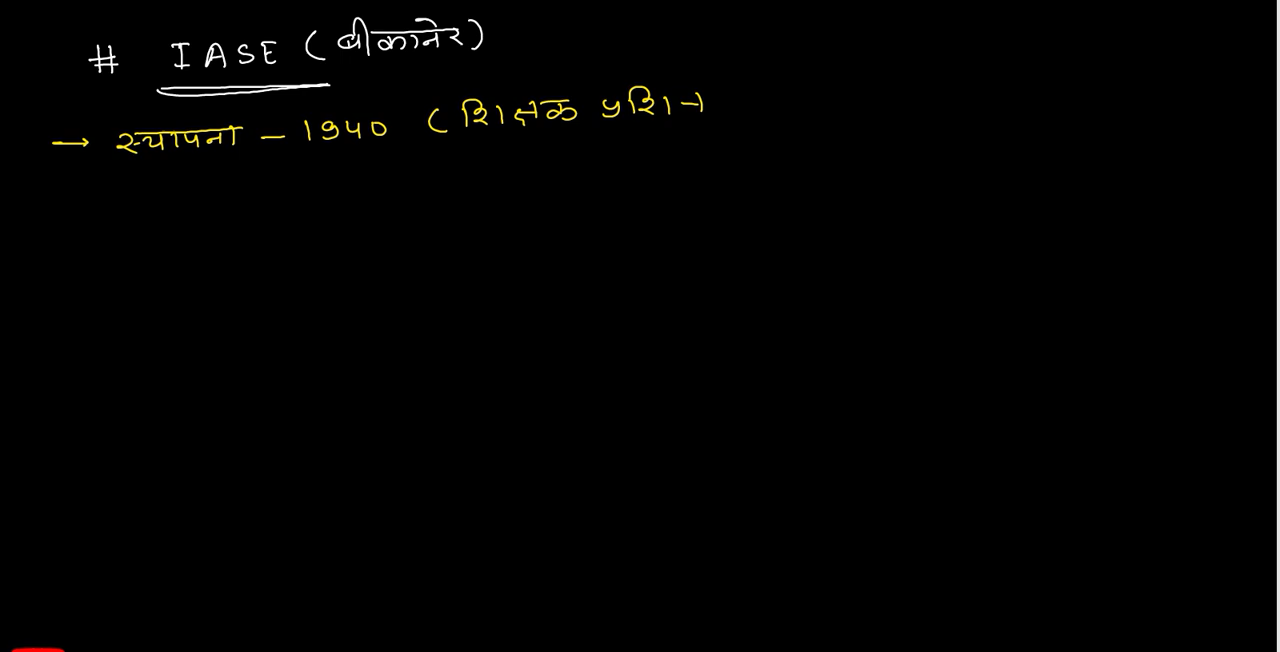 # IASE (बीकानेर)
→ स्थापना – 1940 (शिक्षक प्रशि